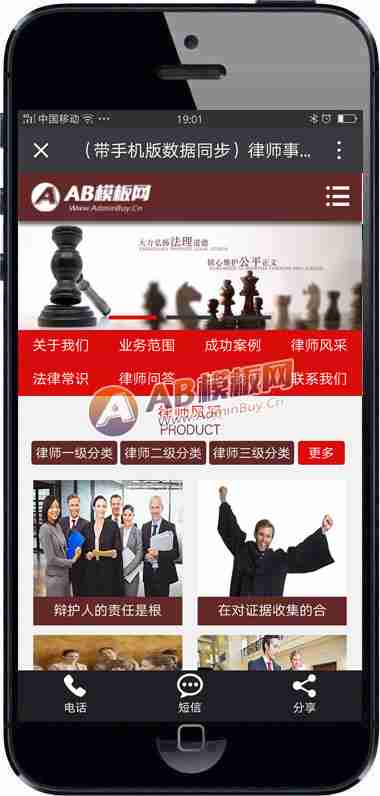 中国移动 ••• 19:01
（带手机版数据同步）律师事...
AB模板网
Www.AdminBuy.Cn
大力弘扬法理道德
核心维护公平正义
关于我们 业务范围 成功案例 律师风采
法律常识 律师问答 联系我们
AB模板网
www.AdminBuy.Cn
律师风采
PRODUCT
律师一级分类 律师二级分类 律师三级分类 更多
辩护人的责任是根 在对证据收集的合
电话 短信 分享